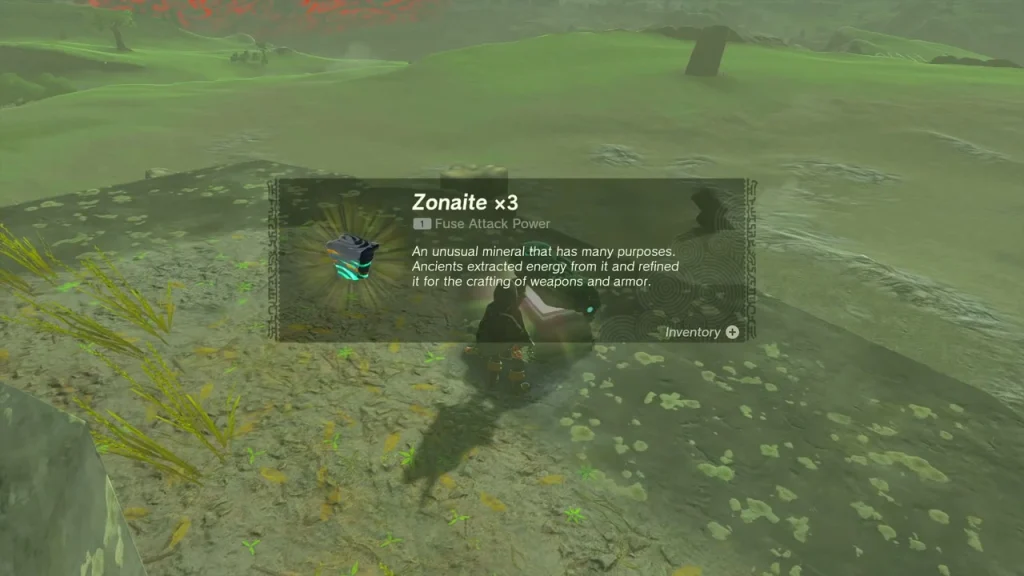 Zonaite ×3
1 Fuse Attack Power
An unusual mineral that has many purposes.
Ancients extracted energy from it and refined
it for the crafting of weapons and armor.
Inventory +